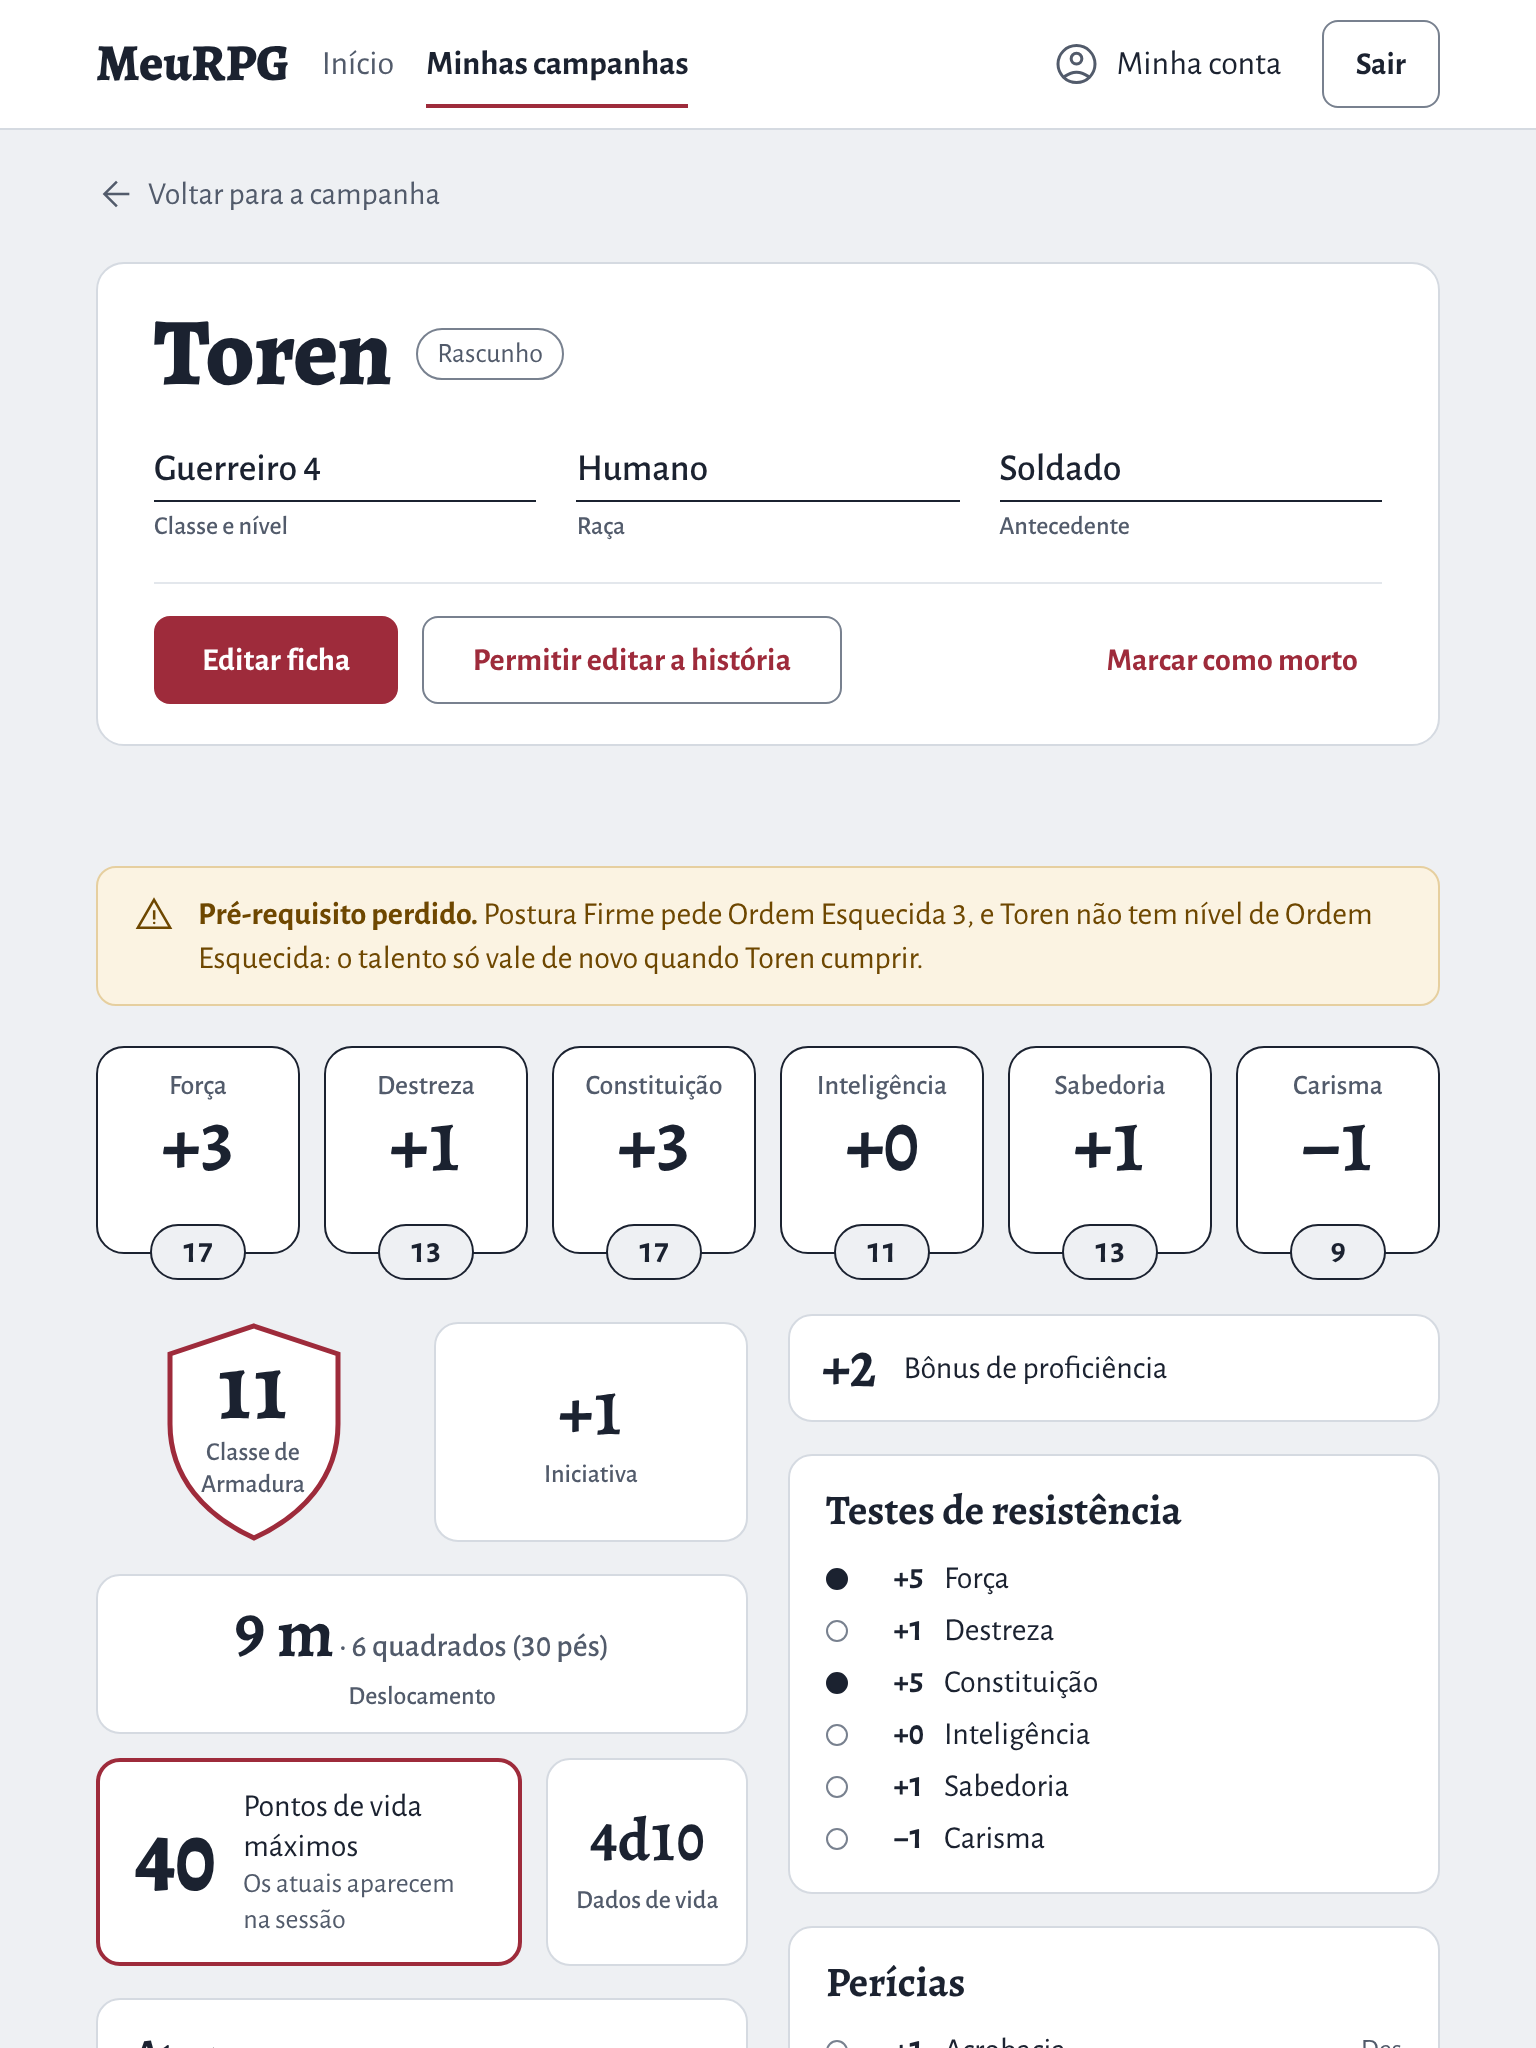 MeuRPG
Início
Minhas campanhas
Minha conta
Sair
Voltar para a campanha
Toren
Rascunho
Guerreiro 4
Classe e nível
Humano
Raça
Soldado
Antecedente
Editar ficha
Permitir editar a história
Marcar como morto
Pré-requisito perdido. Postura Firme pede Ordem Esquecida 3, e Toren não tem nível de Ordem
Esquecida: o talento só vale de novo quando Toren cumprir.
Força
+3
17
Destreza
+1
13
Constituição
+3
17
Inteligência
+0
11
Sabedoria
+1
13
Carisma
−1
9
11
Classe de
Armadura
+1
Iniciativa
9 m · 6 quadrados (30 pés)
Deslocamento
40
Pontos de vida
máximos
Os atuais aparecem
na sessão
4d10
Dados de vida
+2 Bônus de proficiência
Testes de resistência
+5 Força
+1 Destreza
+5 Constituição
+0 Inteligência
+1 Sabedoria
−1 Carisma
Perícias
+1 Acrobacia